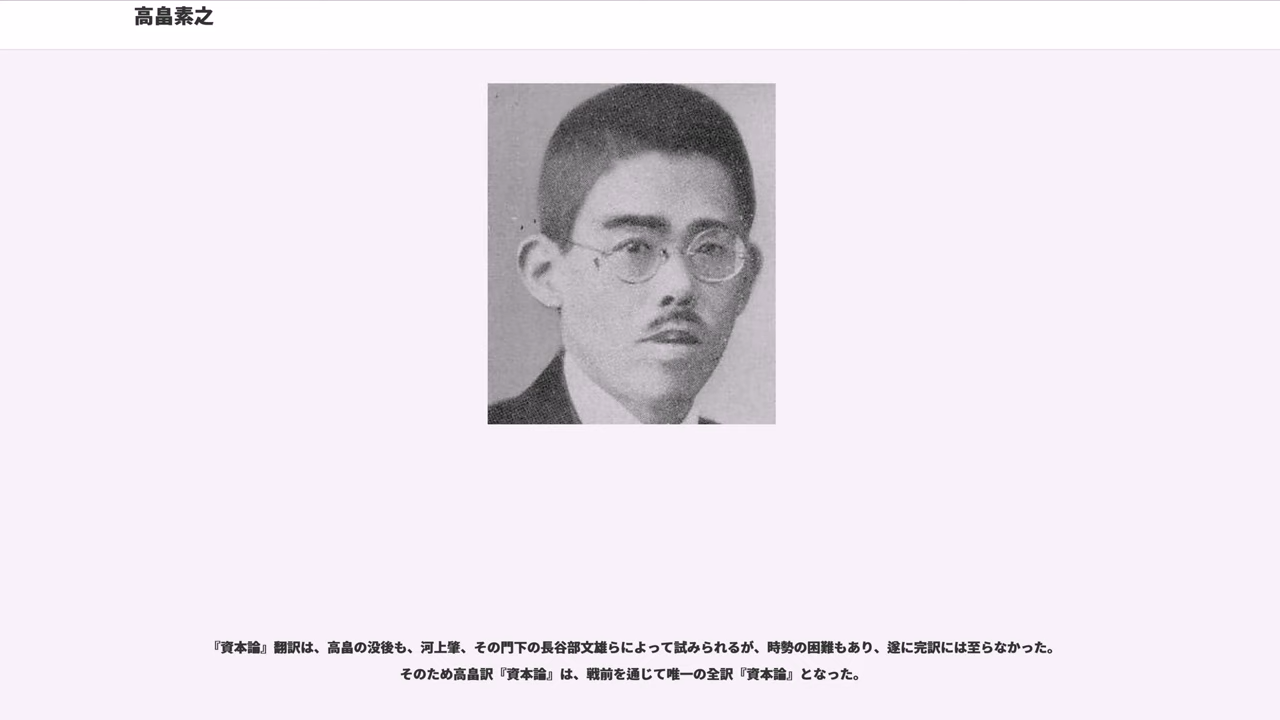 高畠素之
『資本論』翻訳は、高畠の没後も、河上肇、その門下の長谷部文雄らによって試みられるが、時勢の困難もあり、遂に完訳には至らなかった。
そのため高畠訳『資本論』は、戦前を通じて唯一の全訳『資本論』となった。